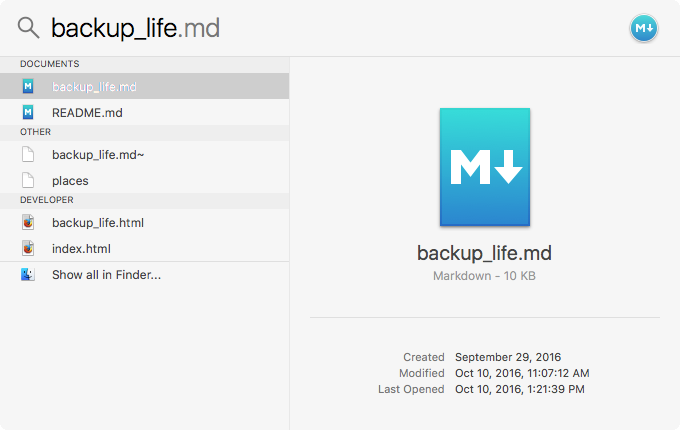 backup_life.md
DOCUMENTS
backup_life.md
README.md
OTHER
backup_life.md~
places
DEVELOPER
backup_life.html
index.html
Show all in Finder...
M
backup_life.md
Markdown - 10 KB
Created September 29, 2016
Modified Oct 10, 2016, 11:07:12 AM
Last Opened Oct 10, 2016, 1:21:39 PM